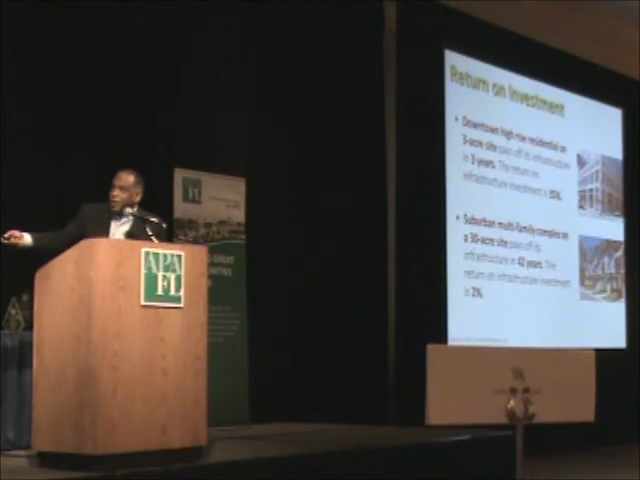 Return on Investment
• Downtown high rise residential on
3-acre site pays off its infrastructure
in 3 years. The return on
infrastructure investment is 35%.
• Suburban multi-family complex on
a 30-acre site pays off its
infrastructure in 42 years. The
return on infrastructure investment
is 2%.
APA
FL
FL
GREAT